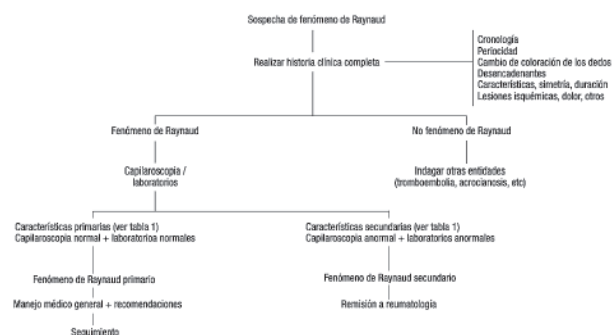 Sospecha de fenómeno de Raynaud
Realizar historia clínica completa
Cronología
Periocidad
Cambio de coloración de los dedos
Desencadenantes
Características, simetría, duración
Lesiones isquémicas, dolor, otros
Fenómeno de Raynaud
No fenómeno de Raynaud
Capilaroscopia /
laboratorios
Indagar otras entidades
(tromboembolia, acrocianosis, etc)
Características primarias (ver tabla 1)
Capilaroscopia normal + laboratorioa normales
Características secundarias (ver tabla 1)
Capilaroscopia anormal + laboratorios anormales
Fenómeno de Raynaud primario
Fenómeno de Raynaud secundario
Manejo médico general + recomendaciones
Remisión a reumatología
Seguimiento